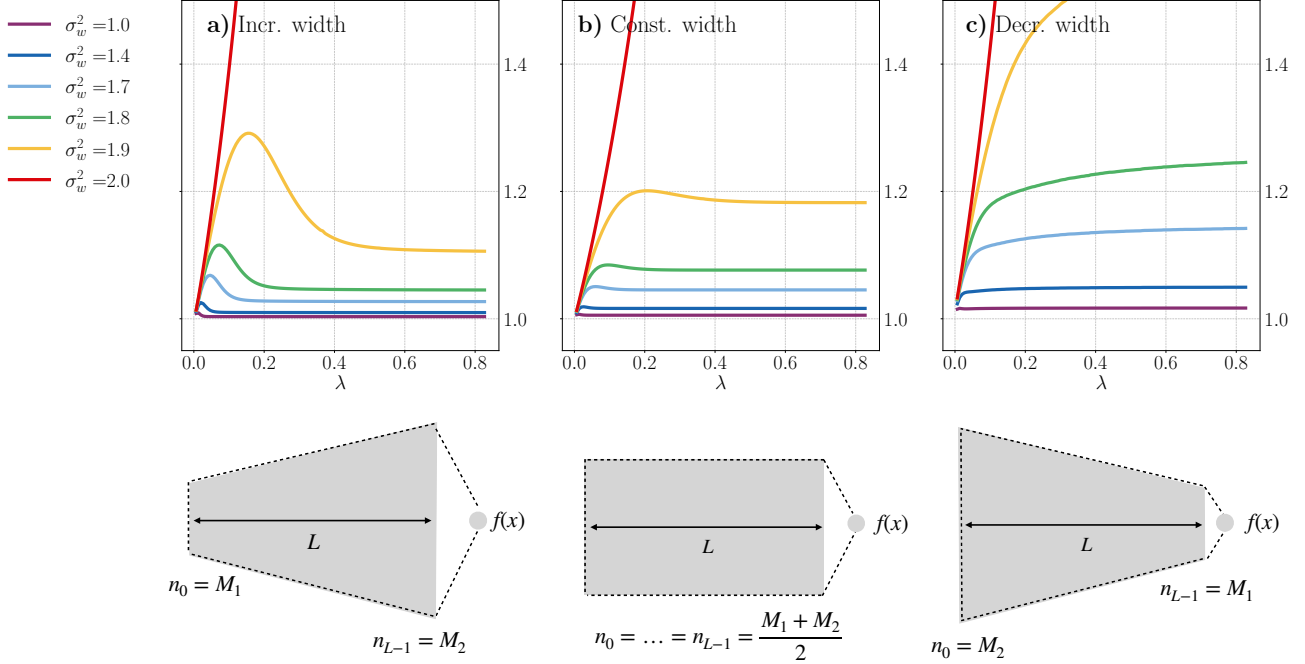 σ_w^2=1.0
σ_w^2=1.4
σ_w^2=1.7
σ_w^2=1.8
σ_w^2=1.9
σ_w^2=2.0
a) Incr. width
1.4
1.2
1.0
0.0 0.2 0.4 0.6 0.8
λ
b) Const. width
1.4
1.2
1.0
0.0 0.2 0.4 0.6 0.8
λ
c) Decr. width
1.4
1.2
1.0
0.0 0.2 0.4 0.6 0.8
λ
L
f(x)
n_0 = M_1
n_{L−1} = M_2
L
f(x)
n_0 = … = n_{L−1} = \frac{M_1 + M_2}{2}
L
f(x)
n_{L−1} = M_1
n_0 = M_2